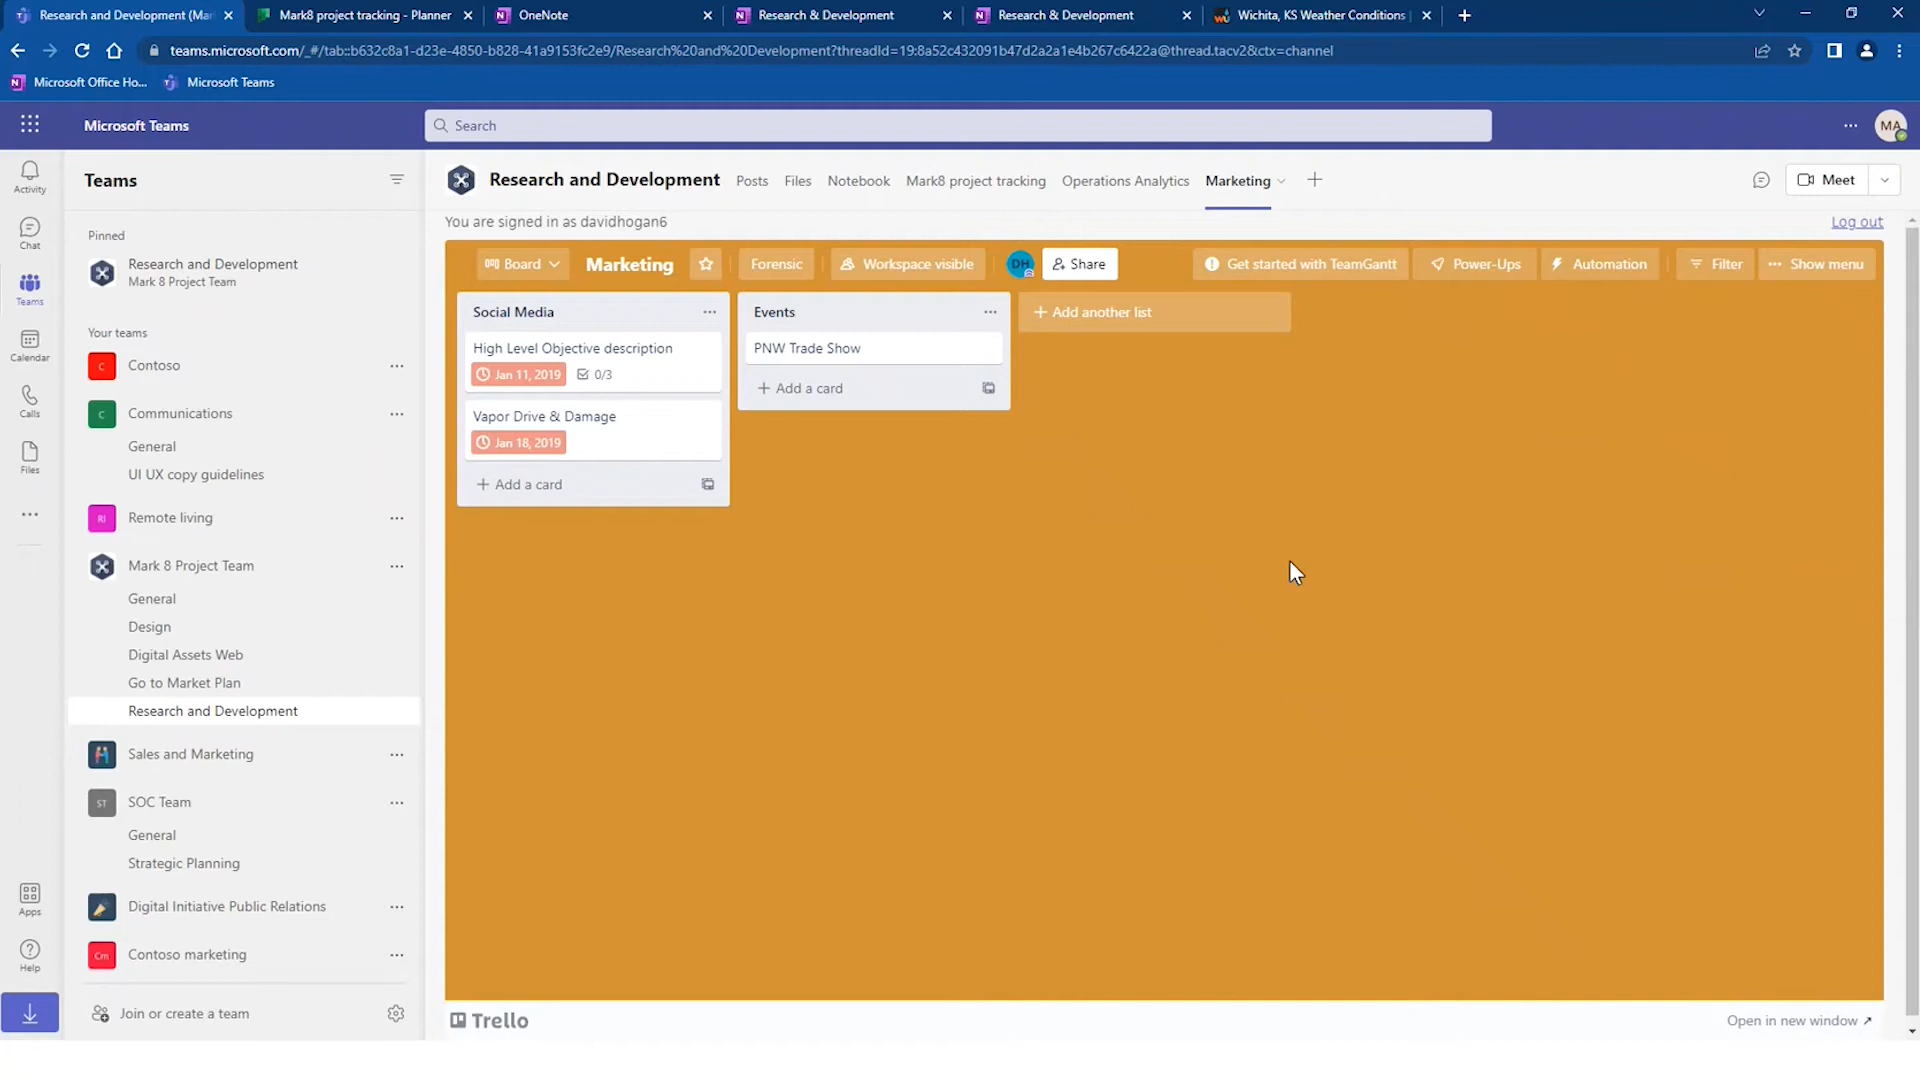 Research and Development (Mar
Mark8 project tracking - Planner
OneNote
Research & Development
Research & Development
Wichita, KS Weather Conditions
teams.microsoft.com/_#/tab::b632c8a1-d23e-4850-b828-41a9153fc2e9/Research%20and%20Development?threadId=19:8a52c432091b47d2a2a1e4b267c6422a@thread.tacv2&ctx=channel
Microsoft Office Ho...
Microsoft Teams
Microsoft Teams
Search
MA
Activity
Chat
Teams
Calendar
Calls
Files
Apps
Help
Teams
Pinned
Research and Development
Mark 8 Project Team
Your teams
C Contoso
C Communications
General
UI UX copy guidelines
Rl Remote living
Mark 8 Project Team
General
Design
Digital Assets Web
Go to Market Plan
Research and Development
Sales and Marketing
ST SOC Team
General
Strategic Planning
Digital Initiative Public Relations
Cm Contoso marketing
Join or create a team
Research and Development
Posts
Files
Notebook
Mark8 project tracking
Operations Analytics
Marketing
Meet
You are signed in as davidhogan6
Log out
Board
Marketing
Forensic
Workspace visible
DH
Share
Get started with TeamGantt
Power-Ups
Automation
Filter
Show menu
Social Media
High Level Objective description
Jan 11, 2019
0/3
Vapor Drive & Damage
Jan 18, 2019
+ Add a card
Events
PNW Trade Show
+ Add a card
+ Add another list
Trello
Open in new window